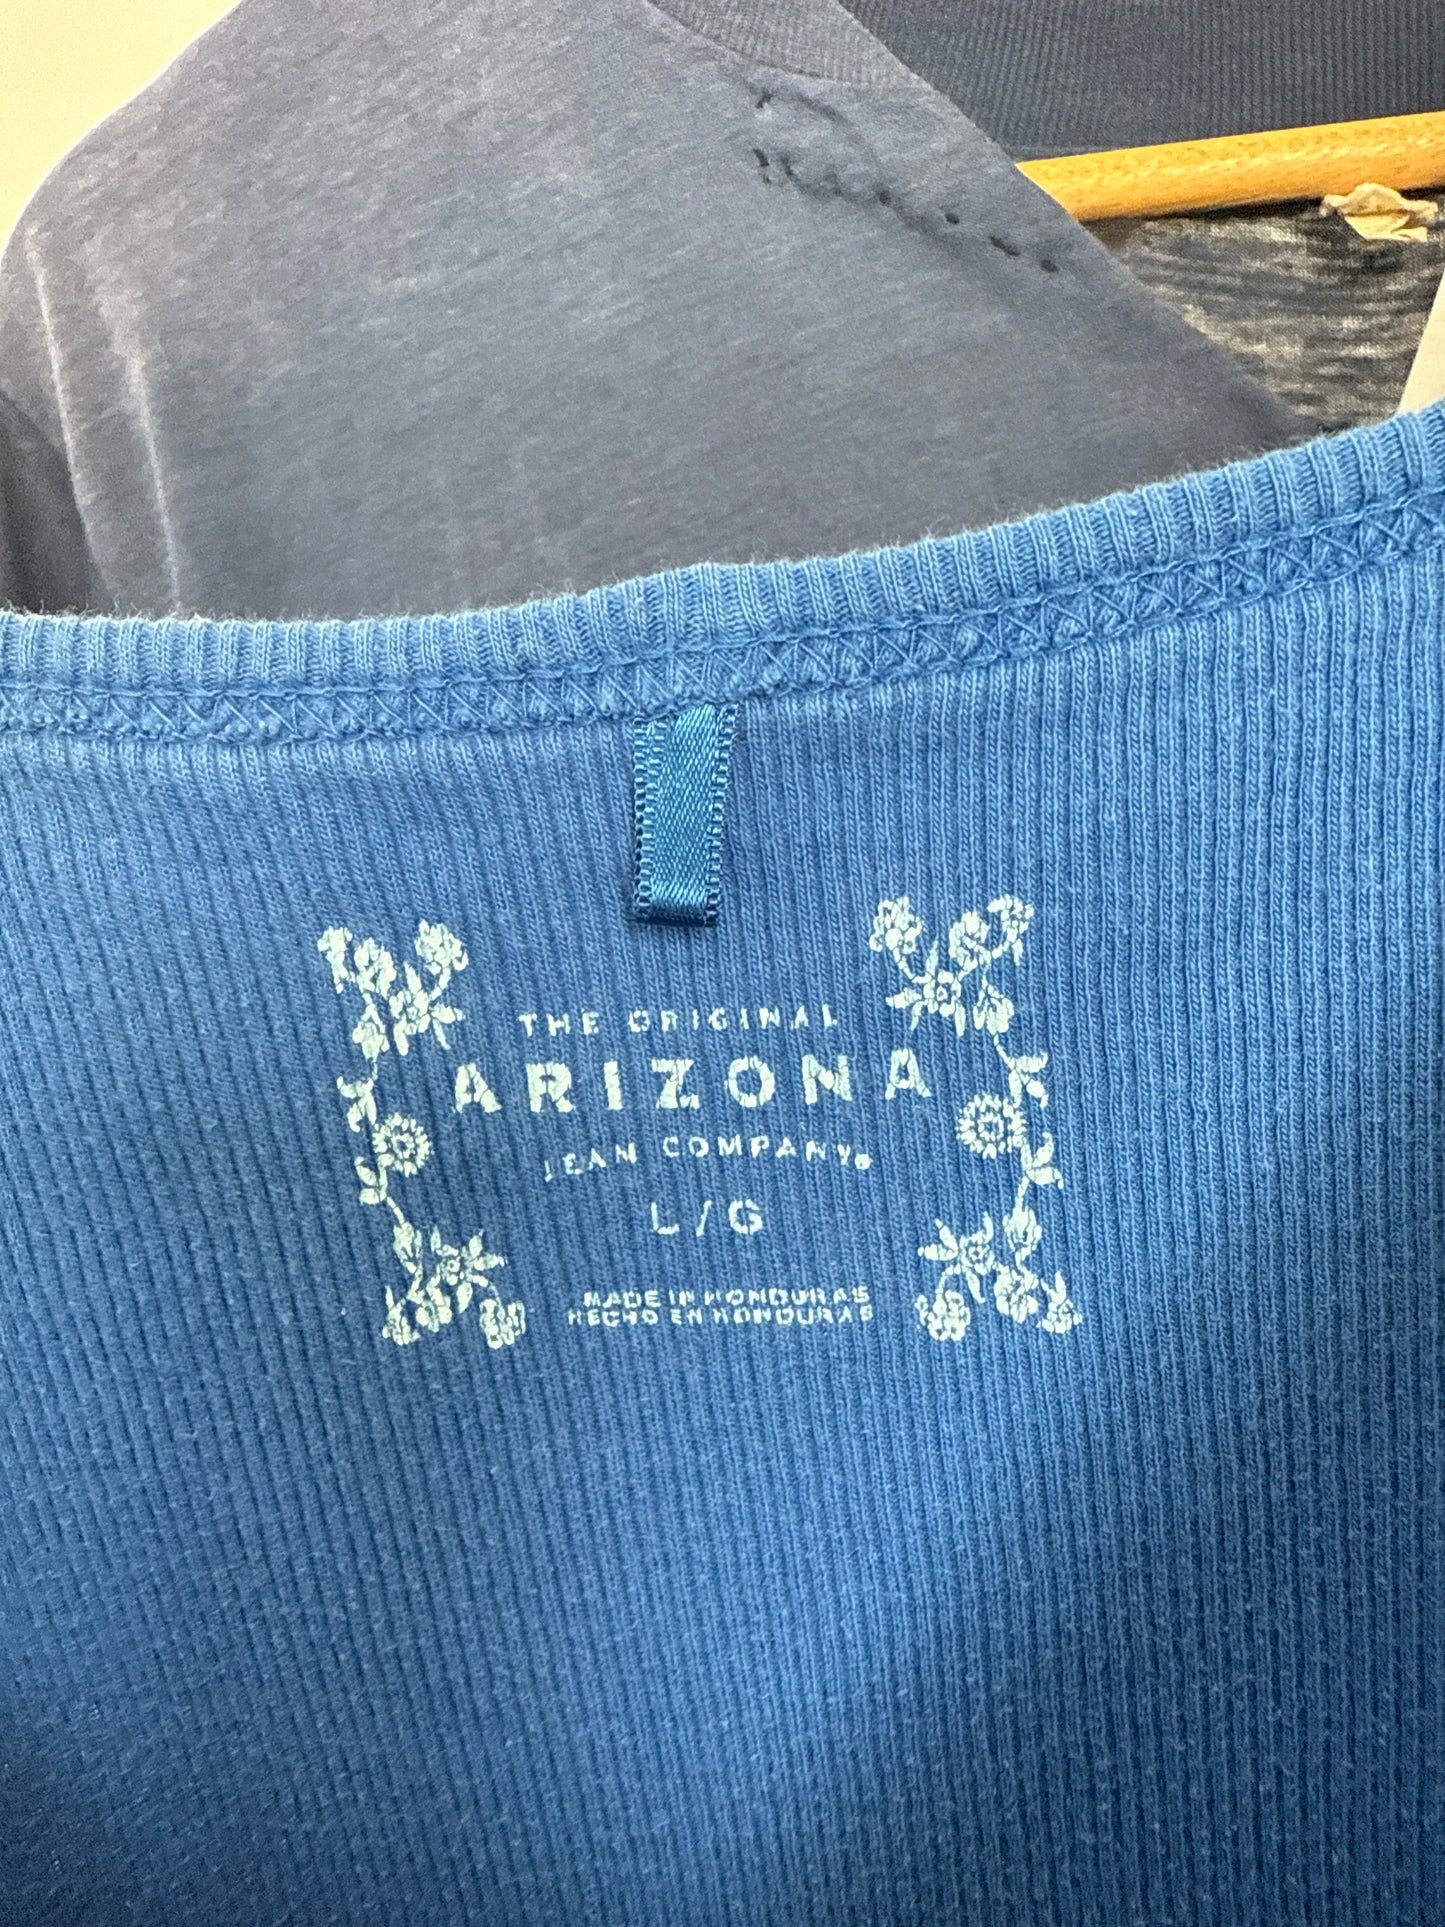 THE ORIGINAL
ARIZONA
JEAN COMPANY®
L/G
MADE IN HONDURAS
HECHO EN HONDURAS